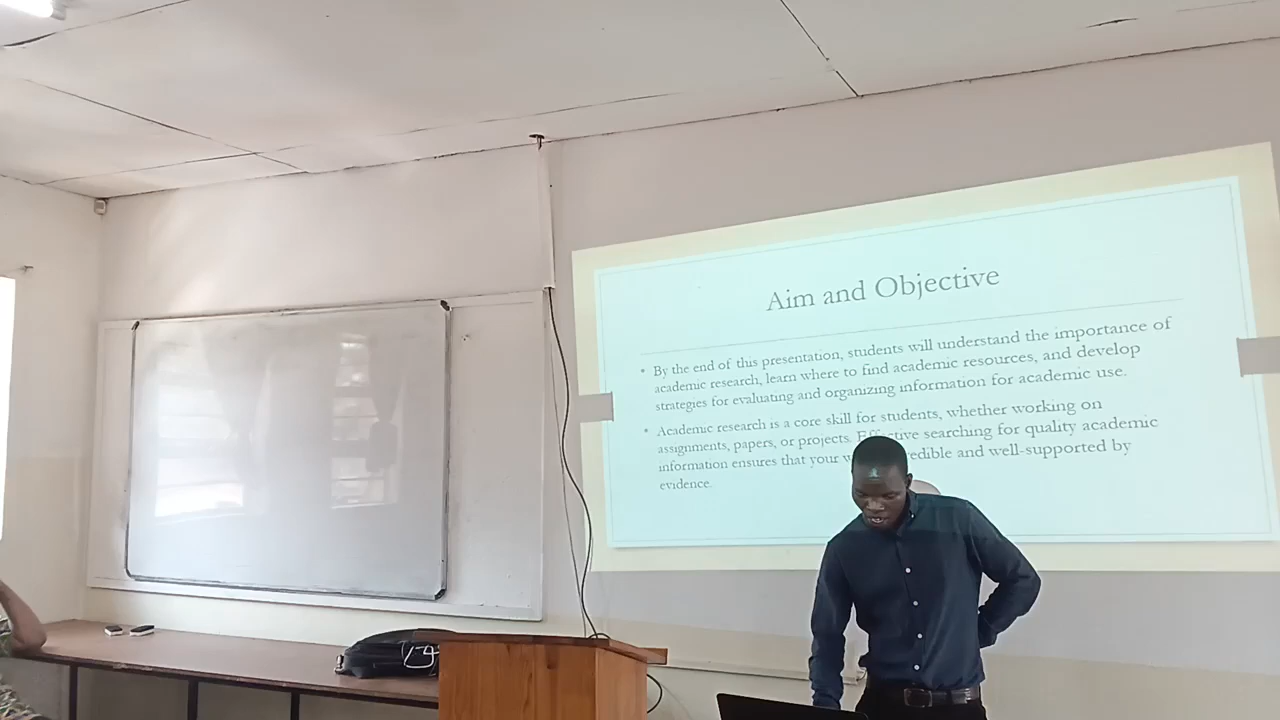 Aim and Objective
• By the end of this presentation, students will understand the importance of
academic research, learn where to find academic resources, and develop
strategies for evaluating and organizing information for academic use.
• Academic research is a core skill for students, whether working on
assignments, papers, or projects. Effective searching for quality academic
information ensures that your credible and well-supported by
evidence.